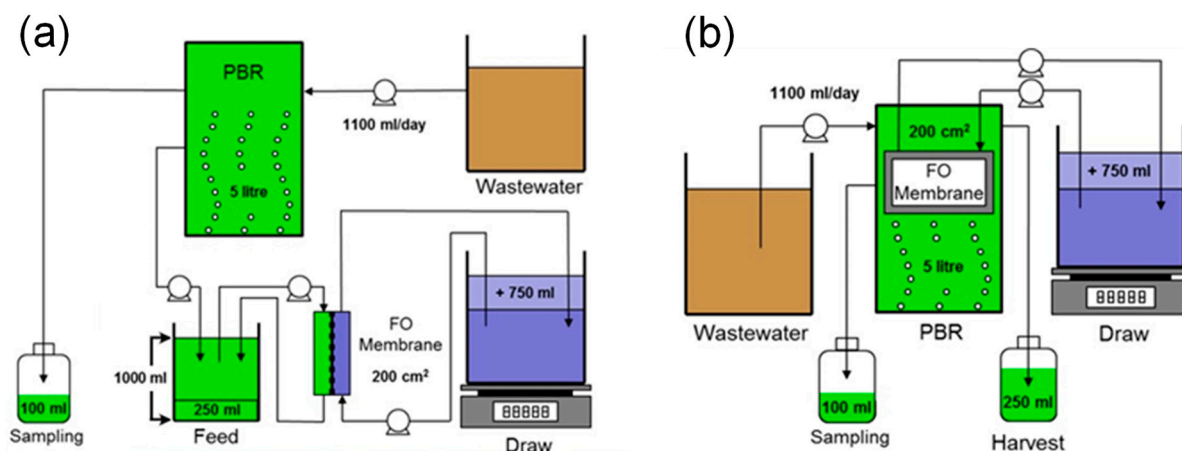 (a)
PBR
5 litre
1100 ml/day
Wastewater
+ 750 ml
FO
Membrane
200 cm²
1000 ml
250 ml
100 ml
Sampling
Feed
88888
Draw
(b)
1100 ml/day
200 cm²
FO
Membrane
+ 750 ml
5 litre
88888
Wastewater
PBR
Draw
100 ml
250 ml
Sampling
Harvest